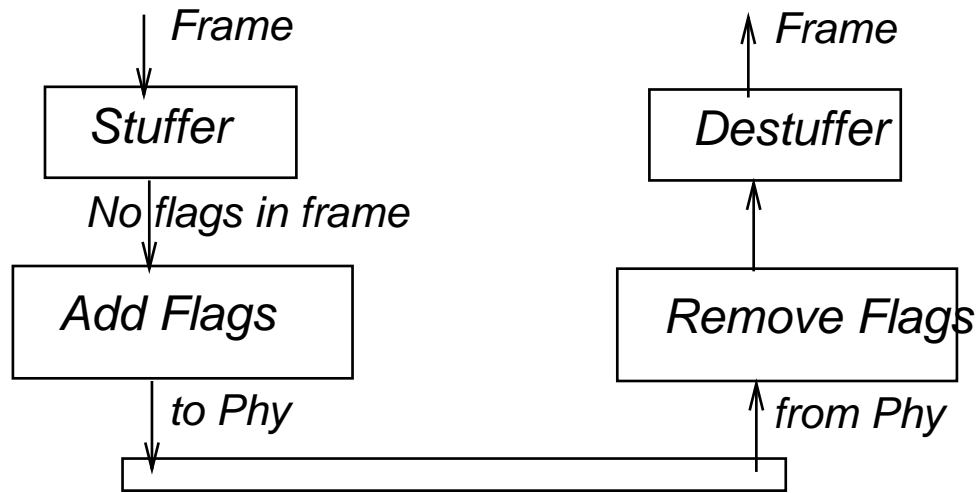 Frame
Stuffer
No flags in frame
Add Flags
to Phy
Frame
Destuffer
Remove Flags
from Phy